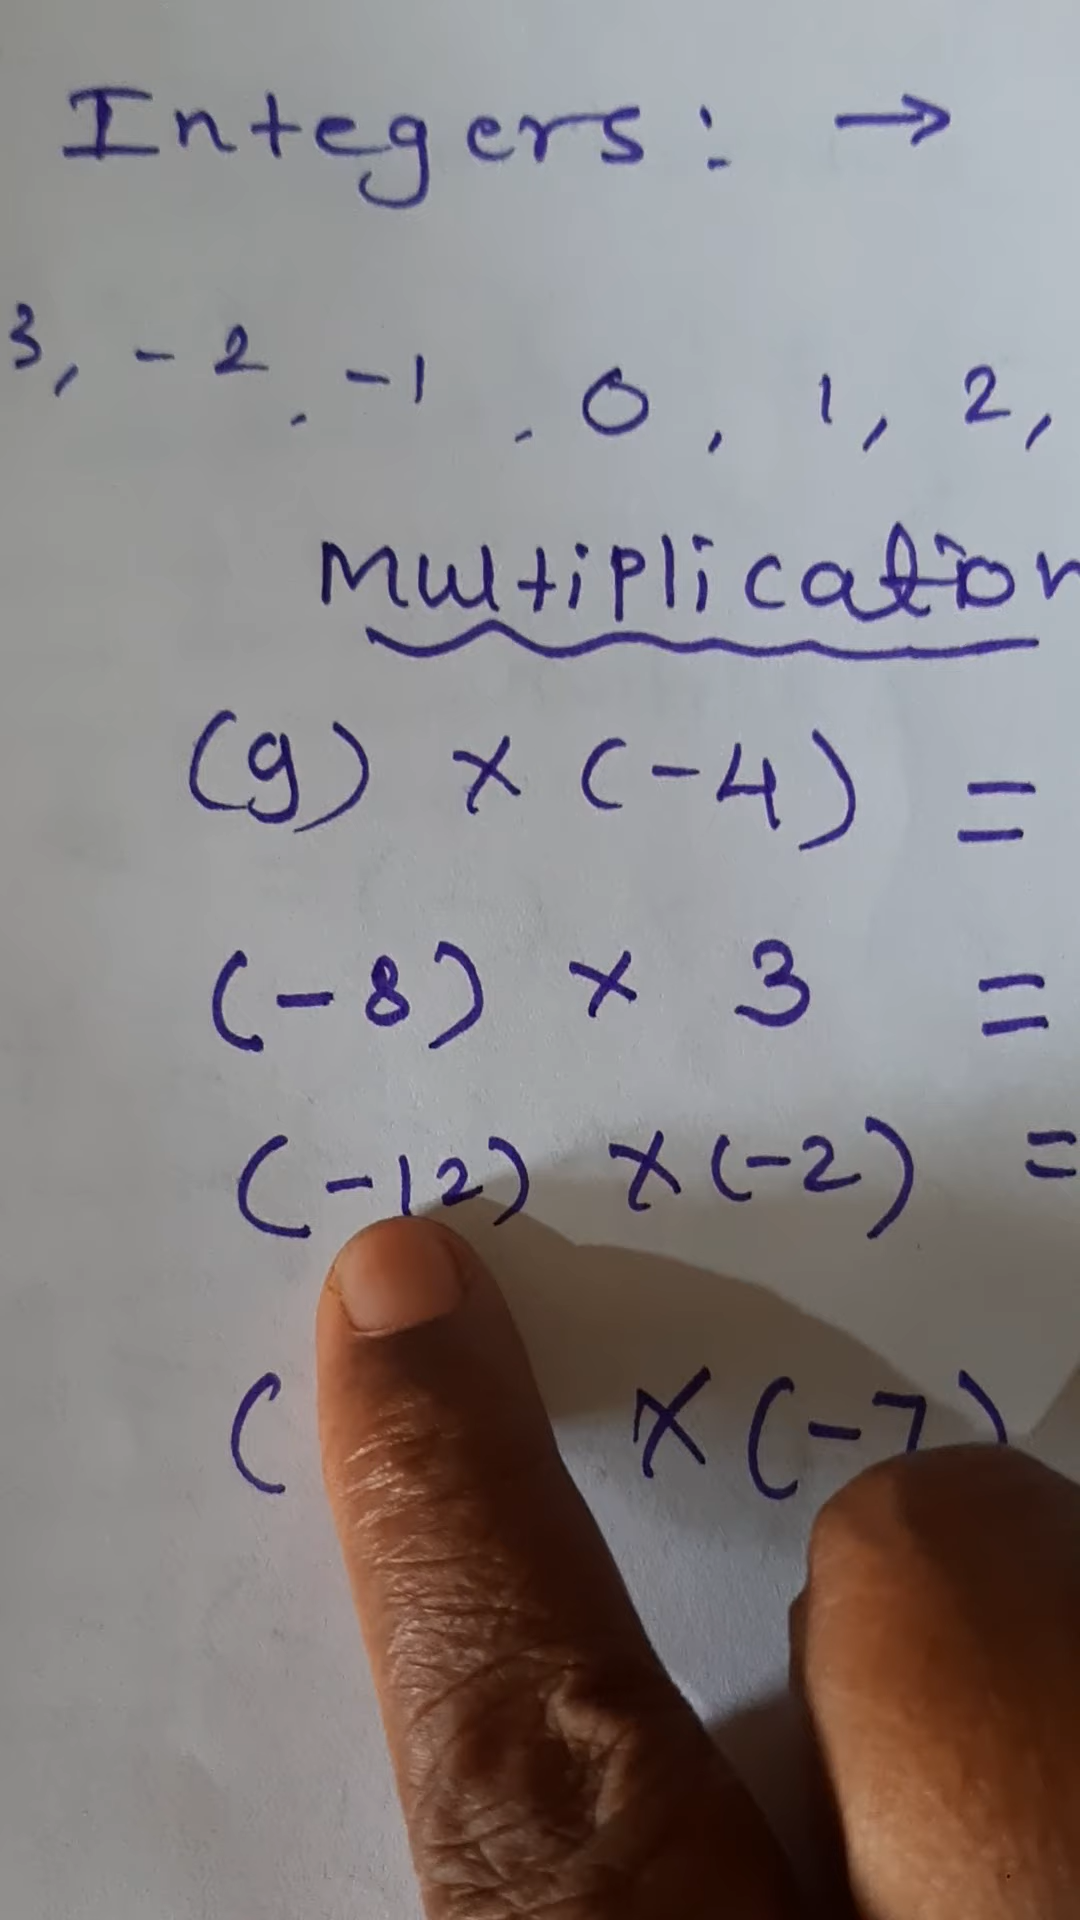 Integers: →
3, -2, -1, 0, 1, 2,
Multiplication
(9) × (-4) =
(-8) × 3 =
(-12) × (-2) =
( × (-7)